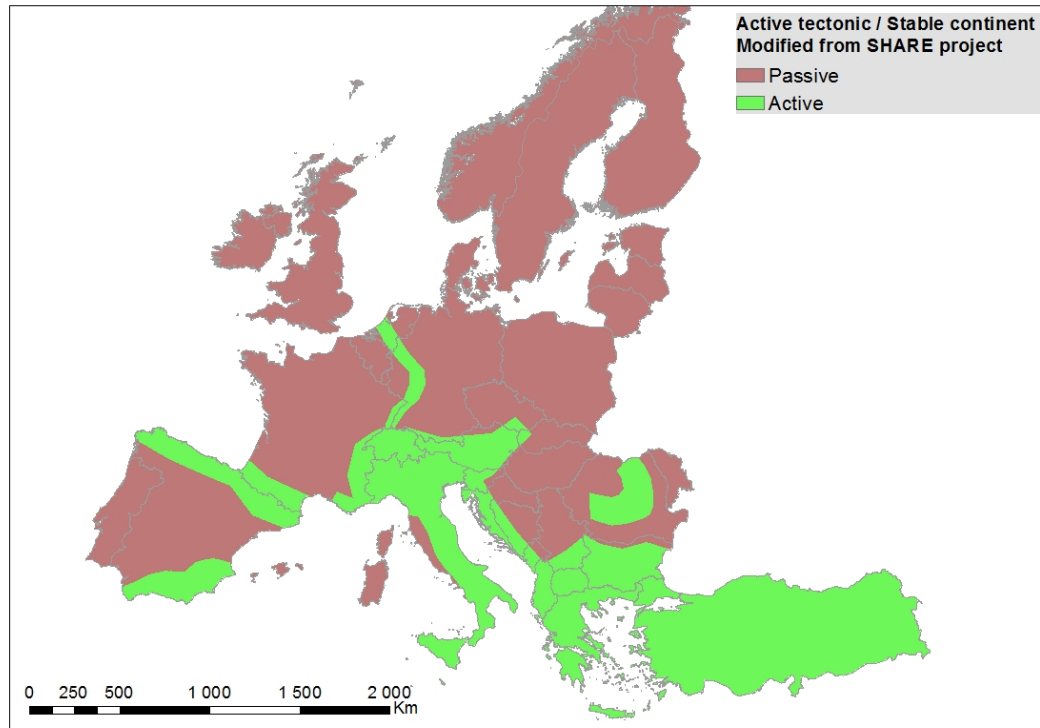 Active tectonic / Stable continent
Modified from SHARE project
Passive
Active
0 250 500 1 000 1 500 2 000
Km